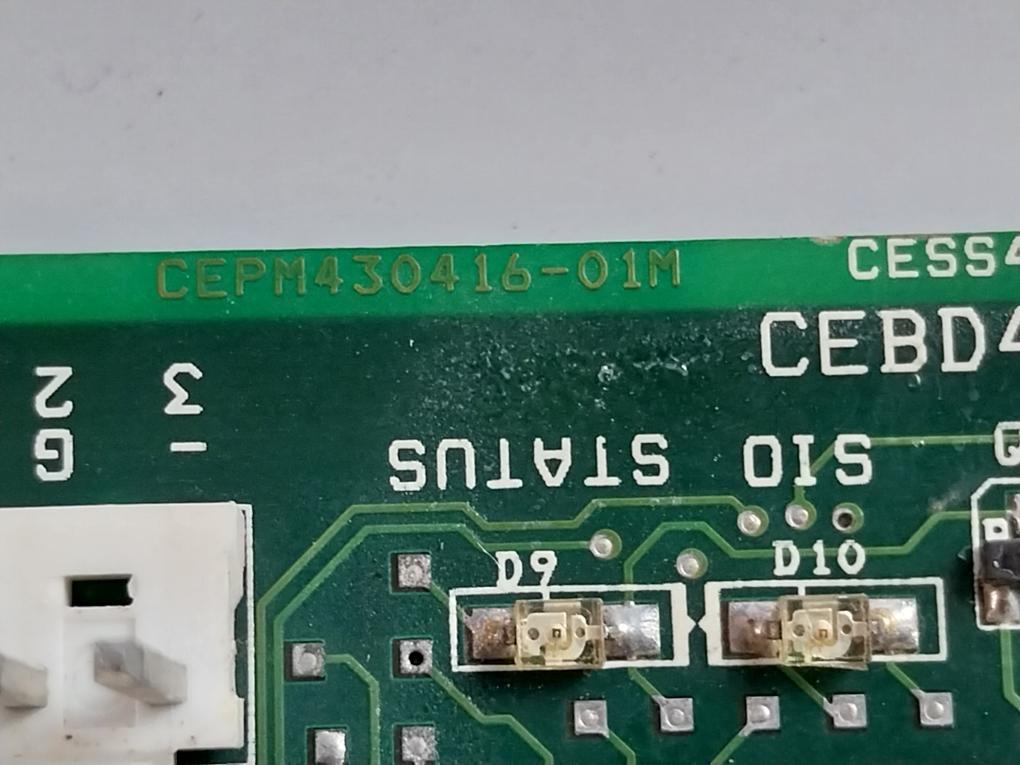 CEPM430416-01M
CESS4
CEBD4
2 3
G -
STATUS SIO
D9 D10